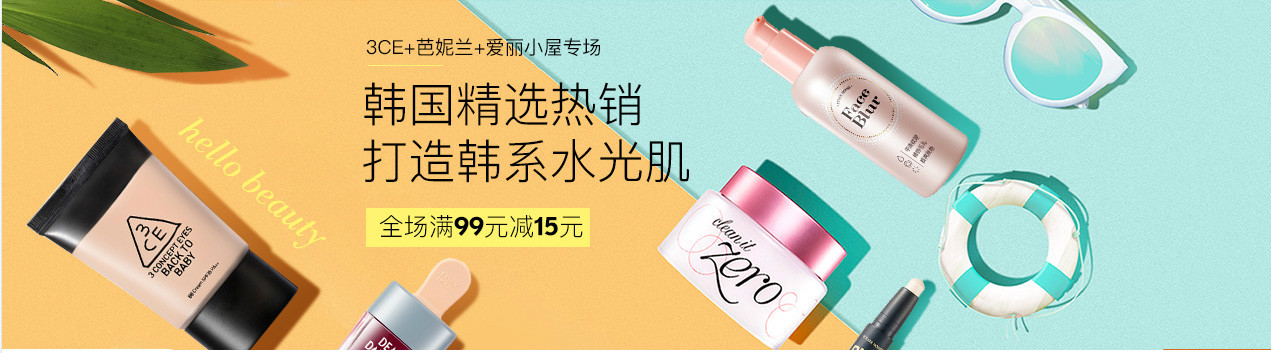 3CE+芭妮兰+爱丽小屋专场
韩国精选热销
打造韩系水光肌
全场满99元减15元
hello beauty
3CE
3 CONCEPT EYES
BACK TO
BABY
Face
Blur
clean it
zero